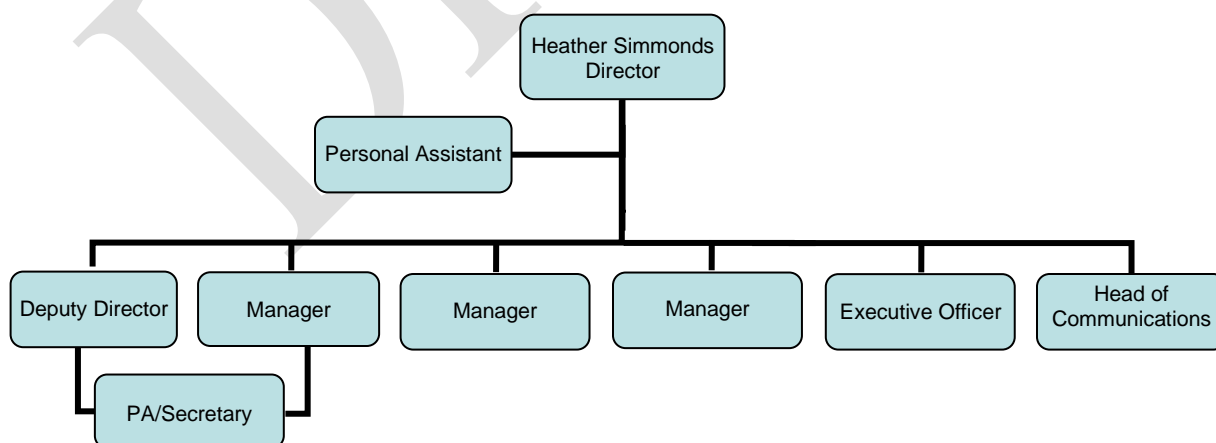 Heather Simmonds
Director
Personal Assistant
Deputy Director
Manager
Manager
Manager
Executive Officer
Head of
Communications
PA/Secretary